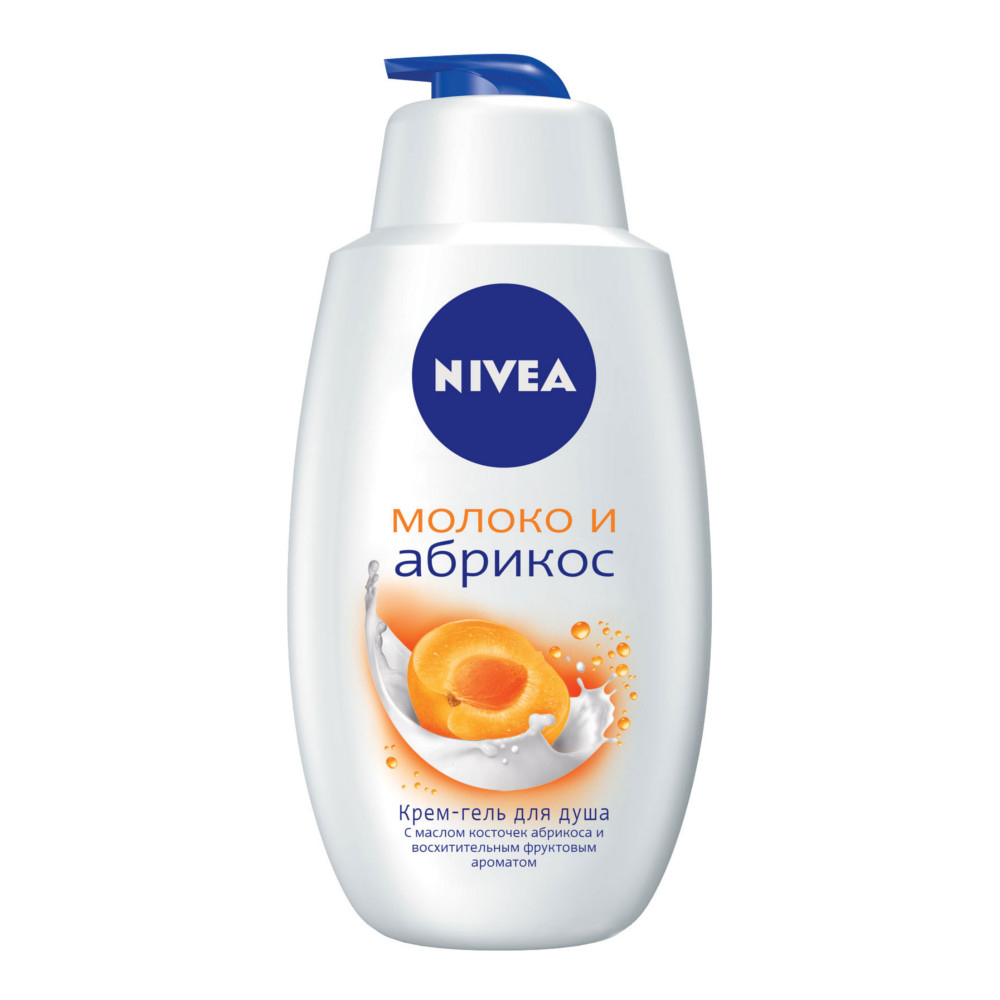 NIVEA
молоко и
абрикос
Крем-гель для душа
С маслом косточек абрикоса и
восхитительным фруктовым
ароматом